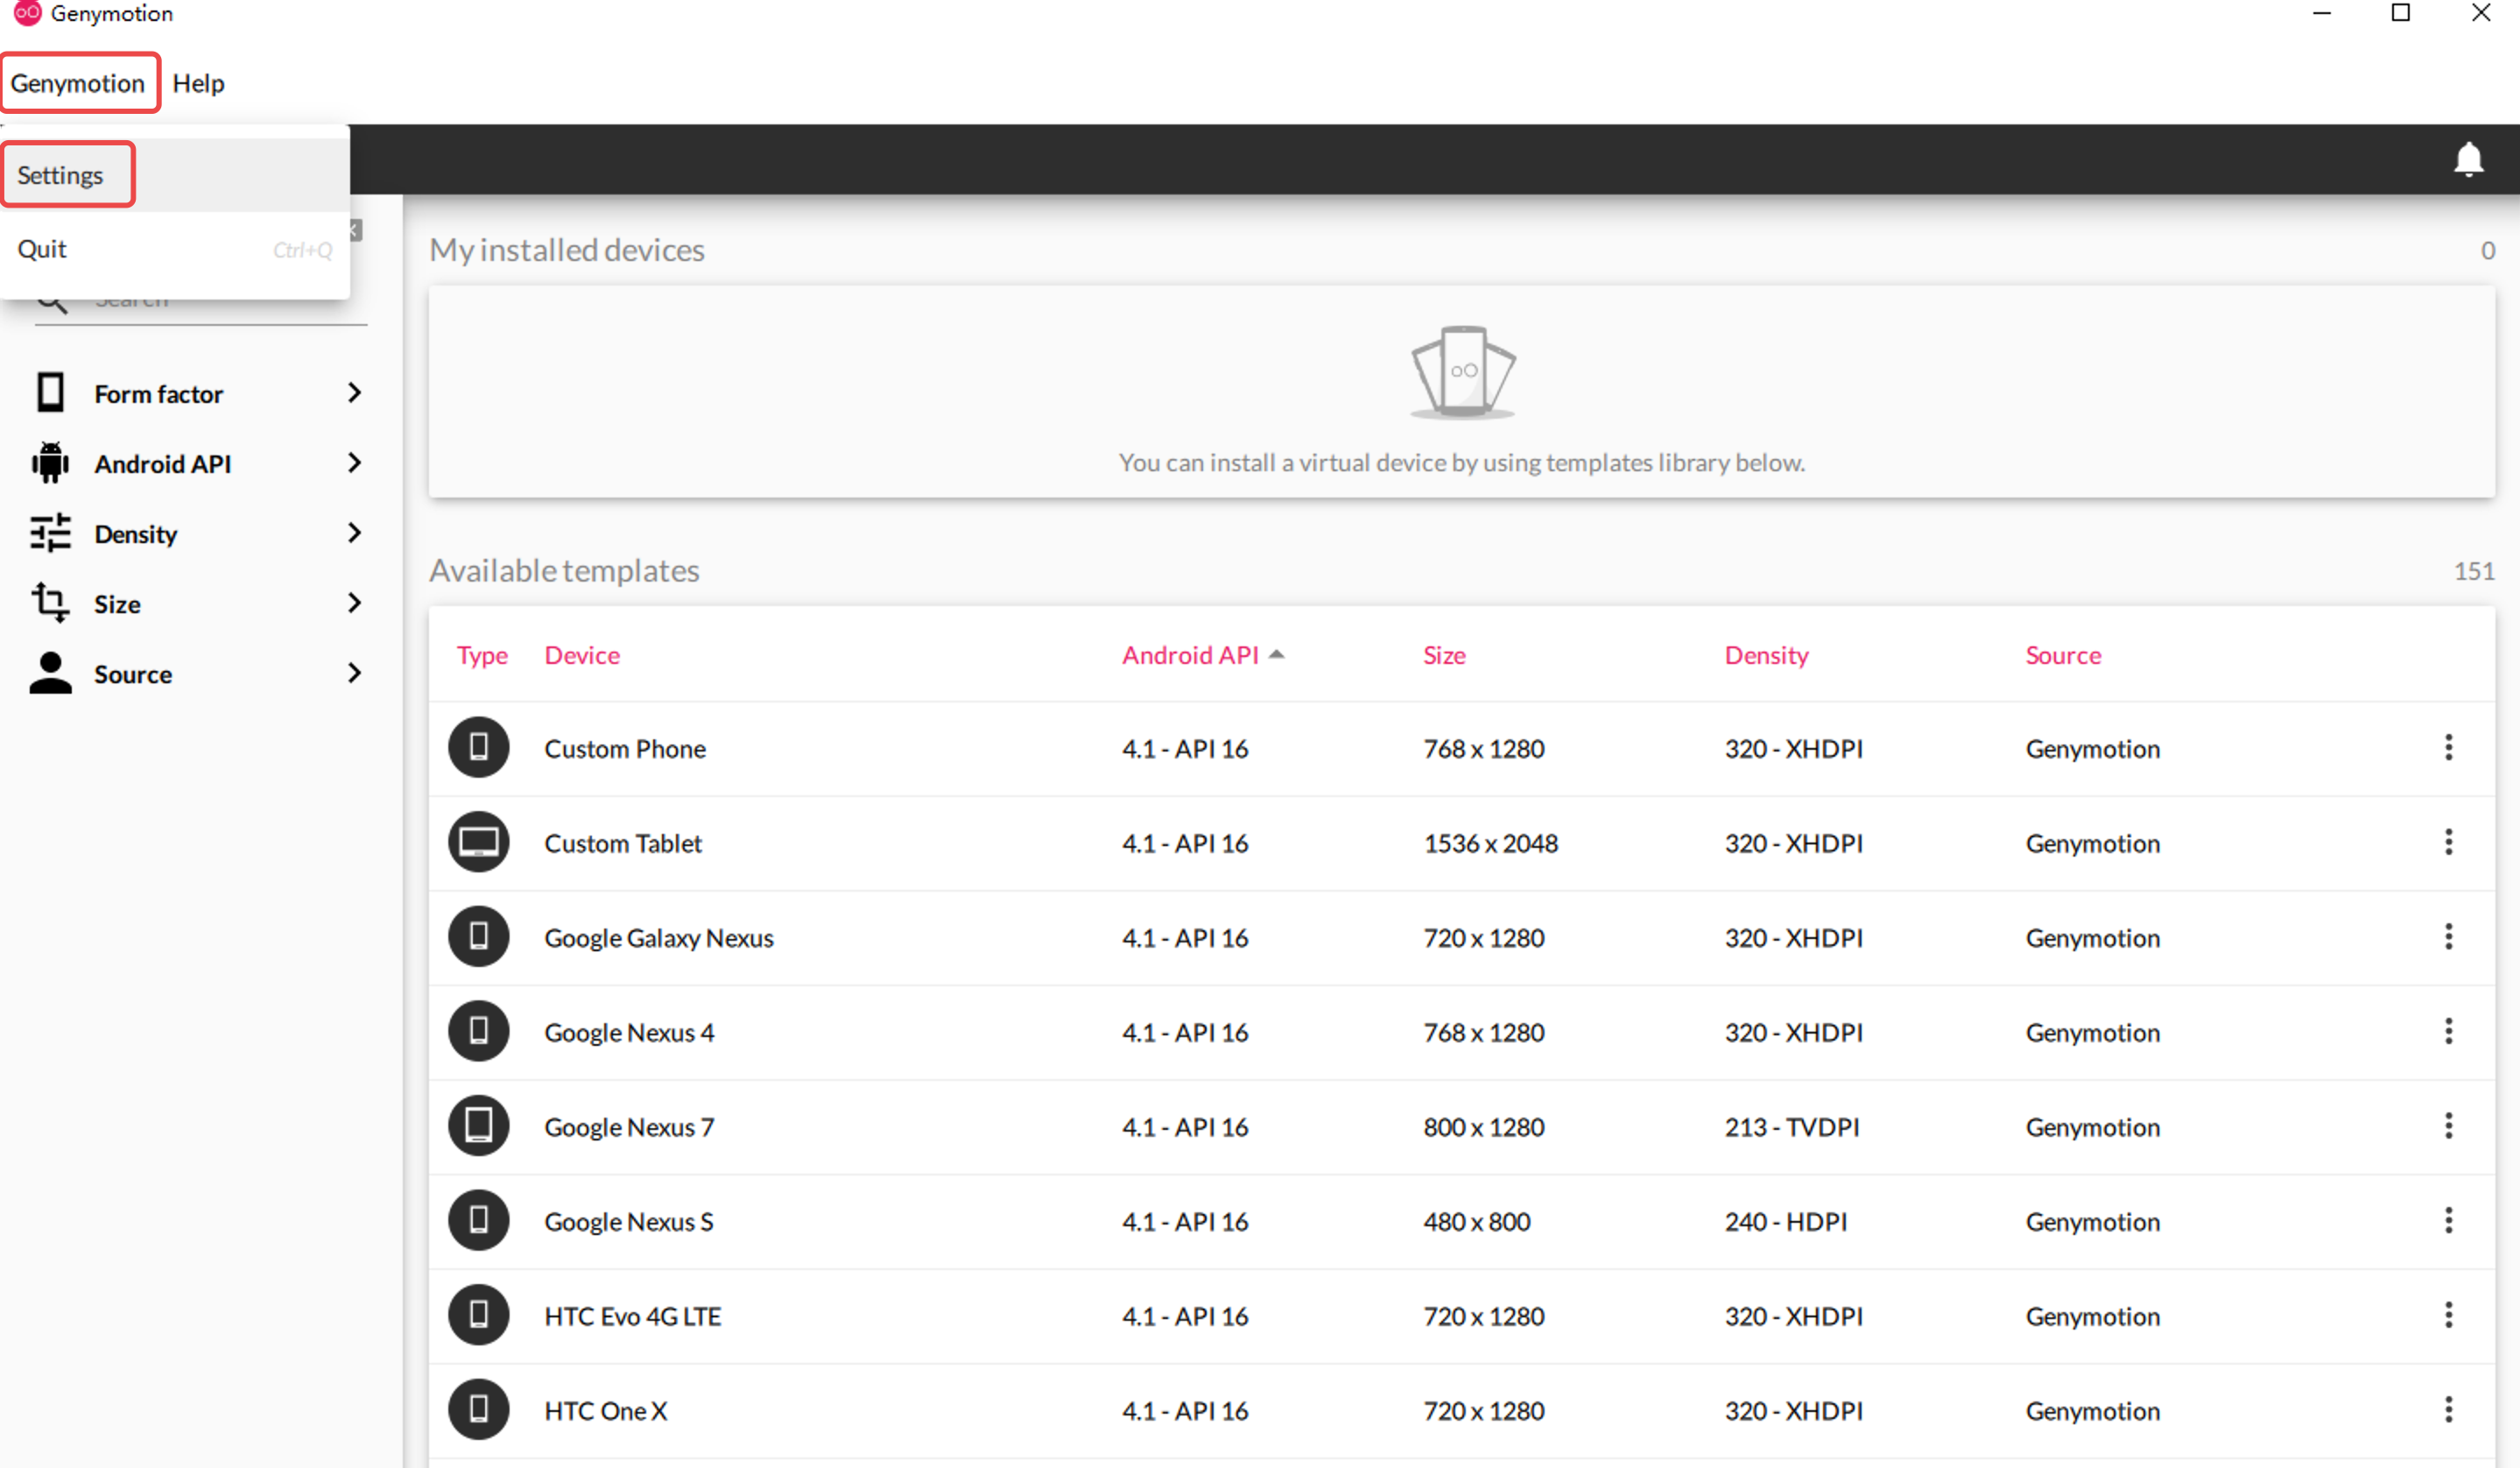 Genymotion
Genymotion Help
Settings
Quit Ctrl+Q
Search
Form factor
Android API
Density
Size
Source
My installed devices 0
You can install a virtual device by using templates library below.
Available templates 151
Type Device Android API Size Density Source
Custom Phone 4.1 - API 16 768 x 1280 320 - XHDPI Genymotion
Custom Tablet 4.1 - API 16 1536 x 2048 320 - XHDPI Genymotion
Google Galaxy Nexus 4.1 - API 16 720 x 1280 320 - XHDPI Genymotion
Google Nexus 4 4.1 - API 16 768 x 1280 320 - XHDPI Genymotion
Google Nexus 7 4.1 - API 16 800 x 1280 213 - TVDPI Genymotion
Google Nexus S 4.1 - API 16 480 x 800 240 - HDPI Genymotion
HTC Evo 4G LTE 4.1 - API 16 720 x 1280 320 - XHDPI Genymotion
HTC One X 4.1 - API 16 720 x 1280 320 - XHDPI Genymotion